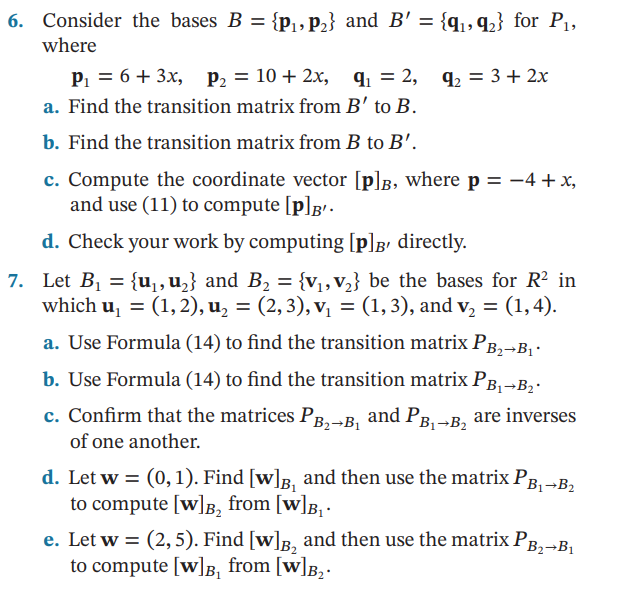 6. Consider the bases B = {p₁, p₂} and B′ = {q₁, q₂} for P₁,
where
p₁ = 6 + 3x, p₂ = 10 + 2x, q₁ = 2, q₂ = 3 + 2x
a. Find the transition matrix from B′ to B.
b. Find the transition matrix from B to B′.
c. Compute the coordinate vector [p]_B, where p = −4 + x,
and use (11) to compute [p]_B′.
d. Check your work by computing [p]_B′ directly.
7. Let B₁ = {u₁, u₂} and B₂ = {v₁, v₂} be the bases for R² in
which u₁ = (1, 2), u₂ = (2, 3), v₁ = (1, 3), and v₂ = (1, 4).
a. Use Formula (14) to find the transition matrix P_B₂→B₁.
b. Use Formula (14) to find the transition matrix P_B₁→B₂.
c. Confirm that the matrices P_B₂→B₁ and P_B₁→B₂ are inverses
of one another.
d. Let w = (0, 1). Find [w]_B₁ and then use the matrix P_B₁→B₂
to compute [w]_B₂ from [w]_B₁.
e. Let w = (2, 5). Find [w]_B₂ and then use the matrix P_B₂→B₁
to compute [w]_B₁ from [w]_B₂.